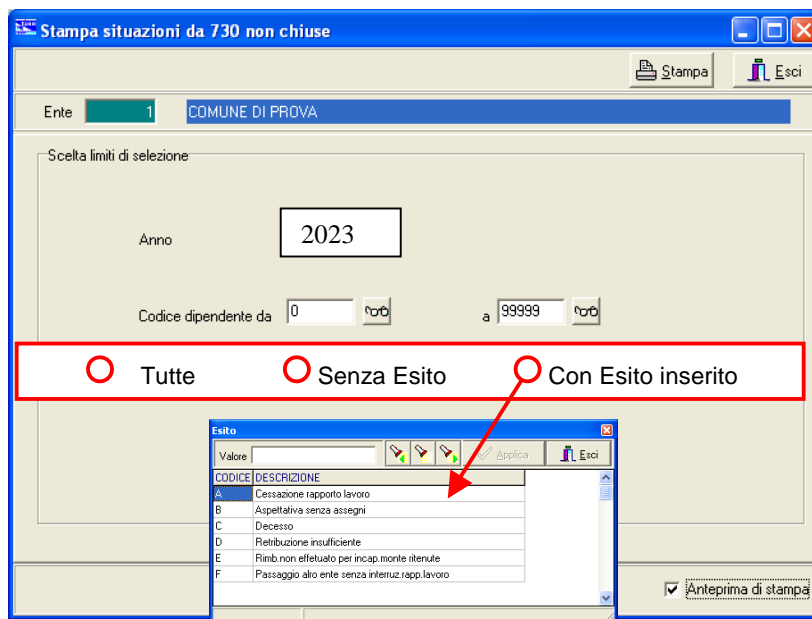 Stampa situazioni da 730 non chiuse
Stampa Esci
Ente 1 COMUNE DI PROVA
Scelta limiti di selezione
Anno 2023
Codice dipendente da 0 a 99999
Tutte Senza Esito Con Esito inserito
Esito
Valore Applica Esci
CODICE DESCRIZIONE
A Cessazione rapporto lavoro
B Aspettativa senza assegni
C Decesso
D Retribuzione insufficiente
E Rimb.non effetuato per incap.monte ritenute
F Passaggio alro ente senza interruz.rapp.lavoro
Anteprima di stampa